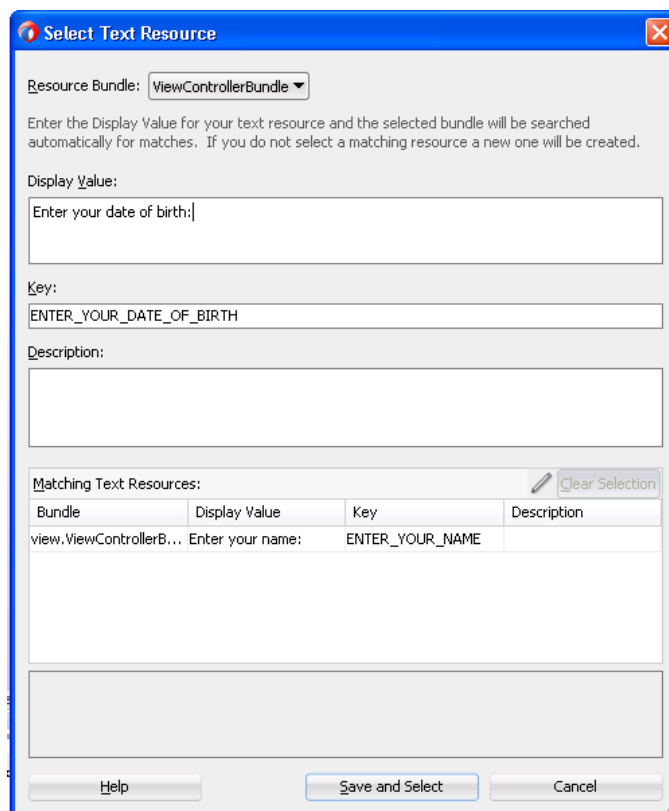 Select Text Resource
Resource Bundle: ViewControllerBundle
Enter the Display Value for your text resource and the selected bundle will be searched
automatically for matches. If you do not select a matching resource a new one will be created.
Display Value:
Enter your date of birth:
Key:
ENTER_YOUR_DATE_OF_BIRTH
Description:
Matching Text Resources: Clear Selection
Bundle Display Value Key Description
view.ViewControllerB... Enter your name: ENTER_YOUR_NAME
Help Save and Select Cancel